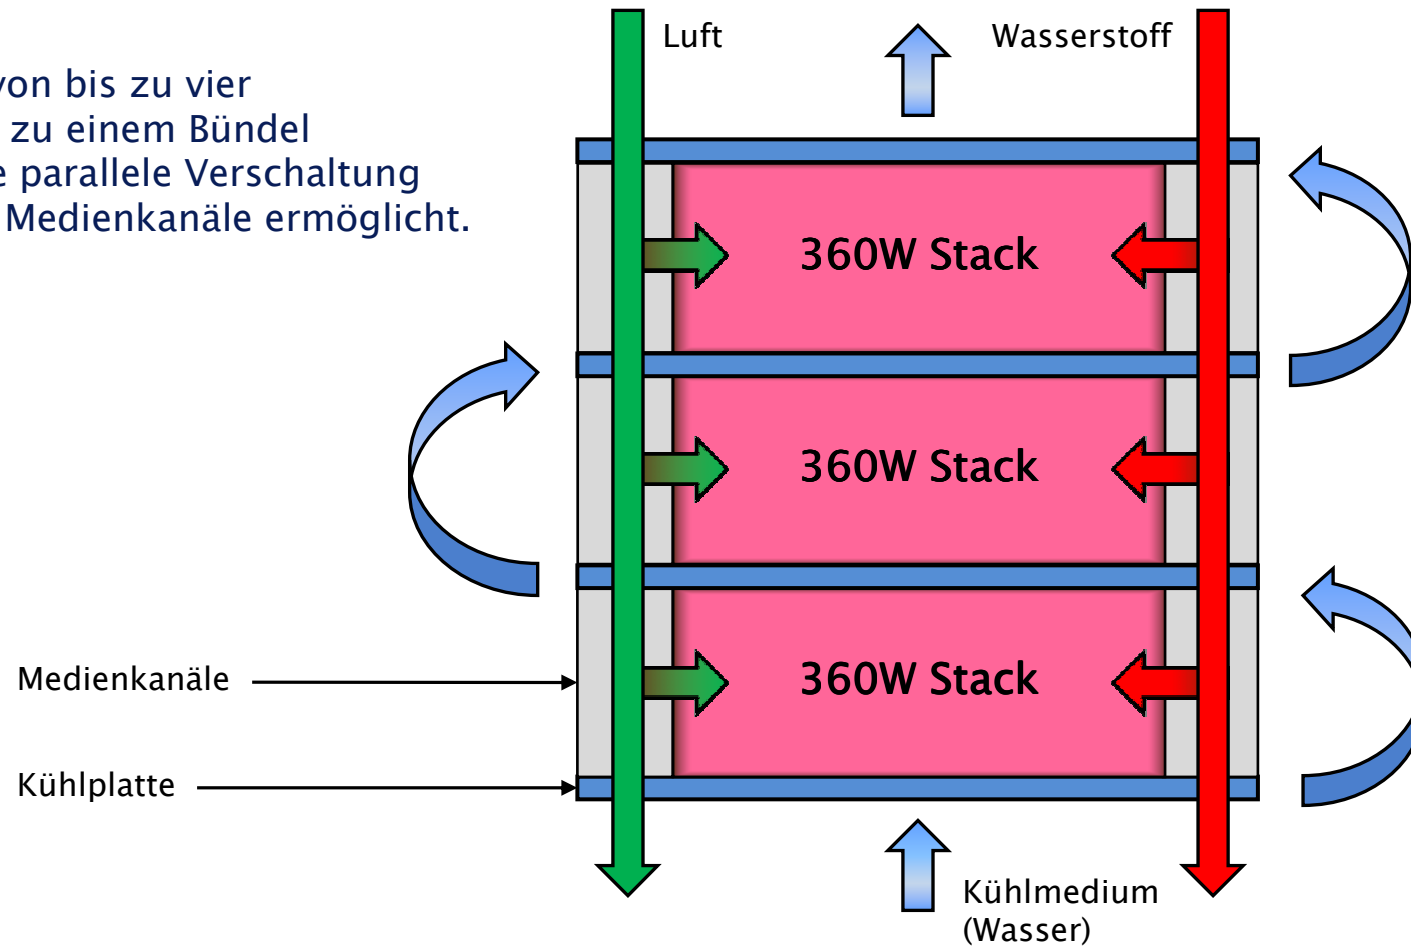 Luft
Wasserstoff
von bis zu vier
zu einem Bündel
parallele Verschaltung
Medienkanäle ermöglicht.
360W Stack
360W Stack
Medienkanäle
360W Stack
Kühlplatte
Kühlmedium
(Wasser)